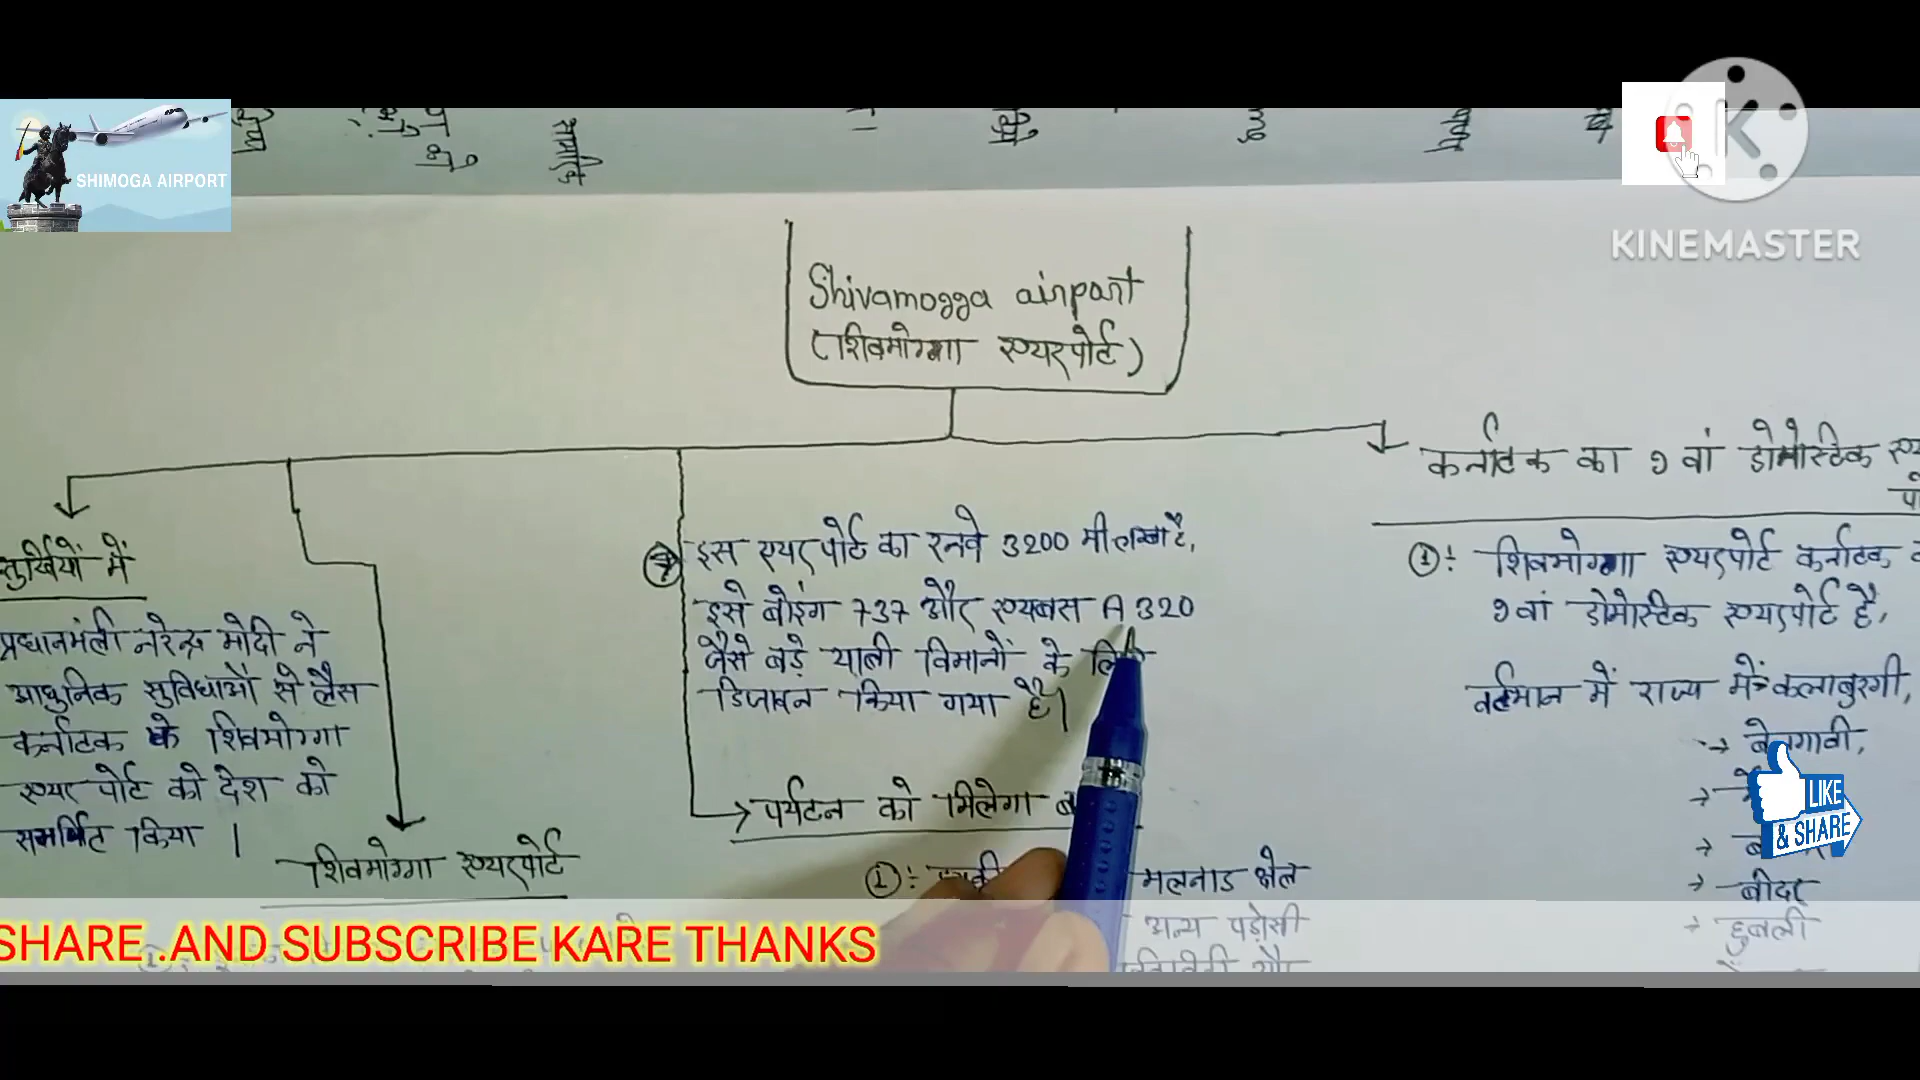 SHIMOGA AIRPORT
KINEMASTER
Shivamogga airport
(शिवमोग्गा एयरपोर्ट)
सुर्खियों में
प्रधानमंत्री नरेन्द्र मोदी ने
आधुनिक सुविधाओं से लैस
कर्नाटक के शिवमोग्गा
एयर पोर्ट को देश को
समर्पित किया |
शिवमोग्गा एयरपोर्ट
इस एयरपोर्ट का रनवे 3200 मी लम्बा है,
इसे बोइंग 737 और एयरबस A 320
जैसे बड़े यात्री विमानों के लिए
डिजाइन किया गया है|
पर्यटन को मिलेगा
①: मलनाड क्षेत्र
अन्य पड़ोसी
कर्नाटक का 9 वां डोमेस्टिक
①: शिवमोग्गा एयरपोर्ट कर्नाटक
9वां डोमेस्टिक एयरपोर्ट है,
वर्तमान में राज्य में कलाबुरगी,
→ बेलगावी,
→ बीदर
→ हुबली
LIKE
& SHARE
SHARE .AND SUBSCRIBE KARE THANKS